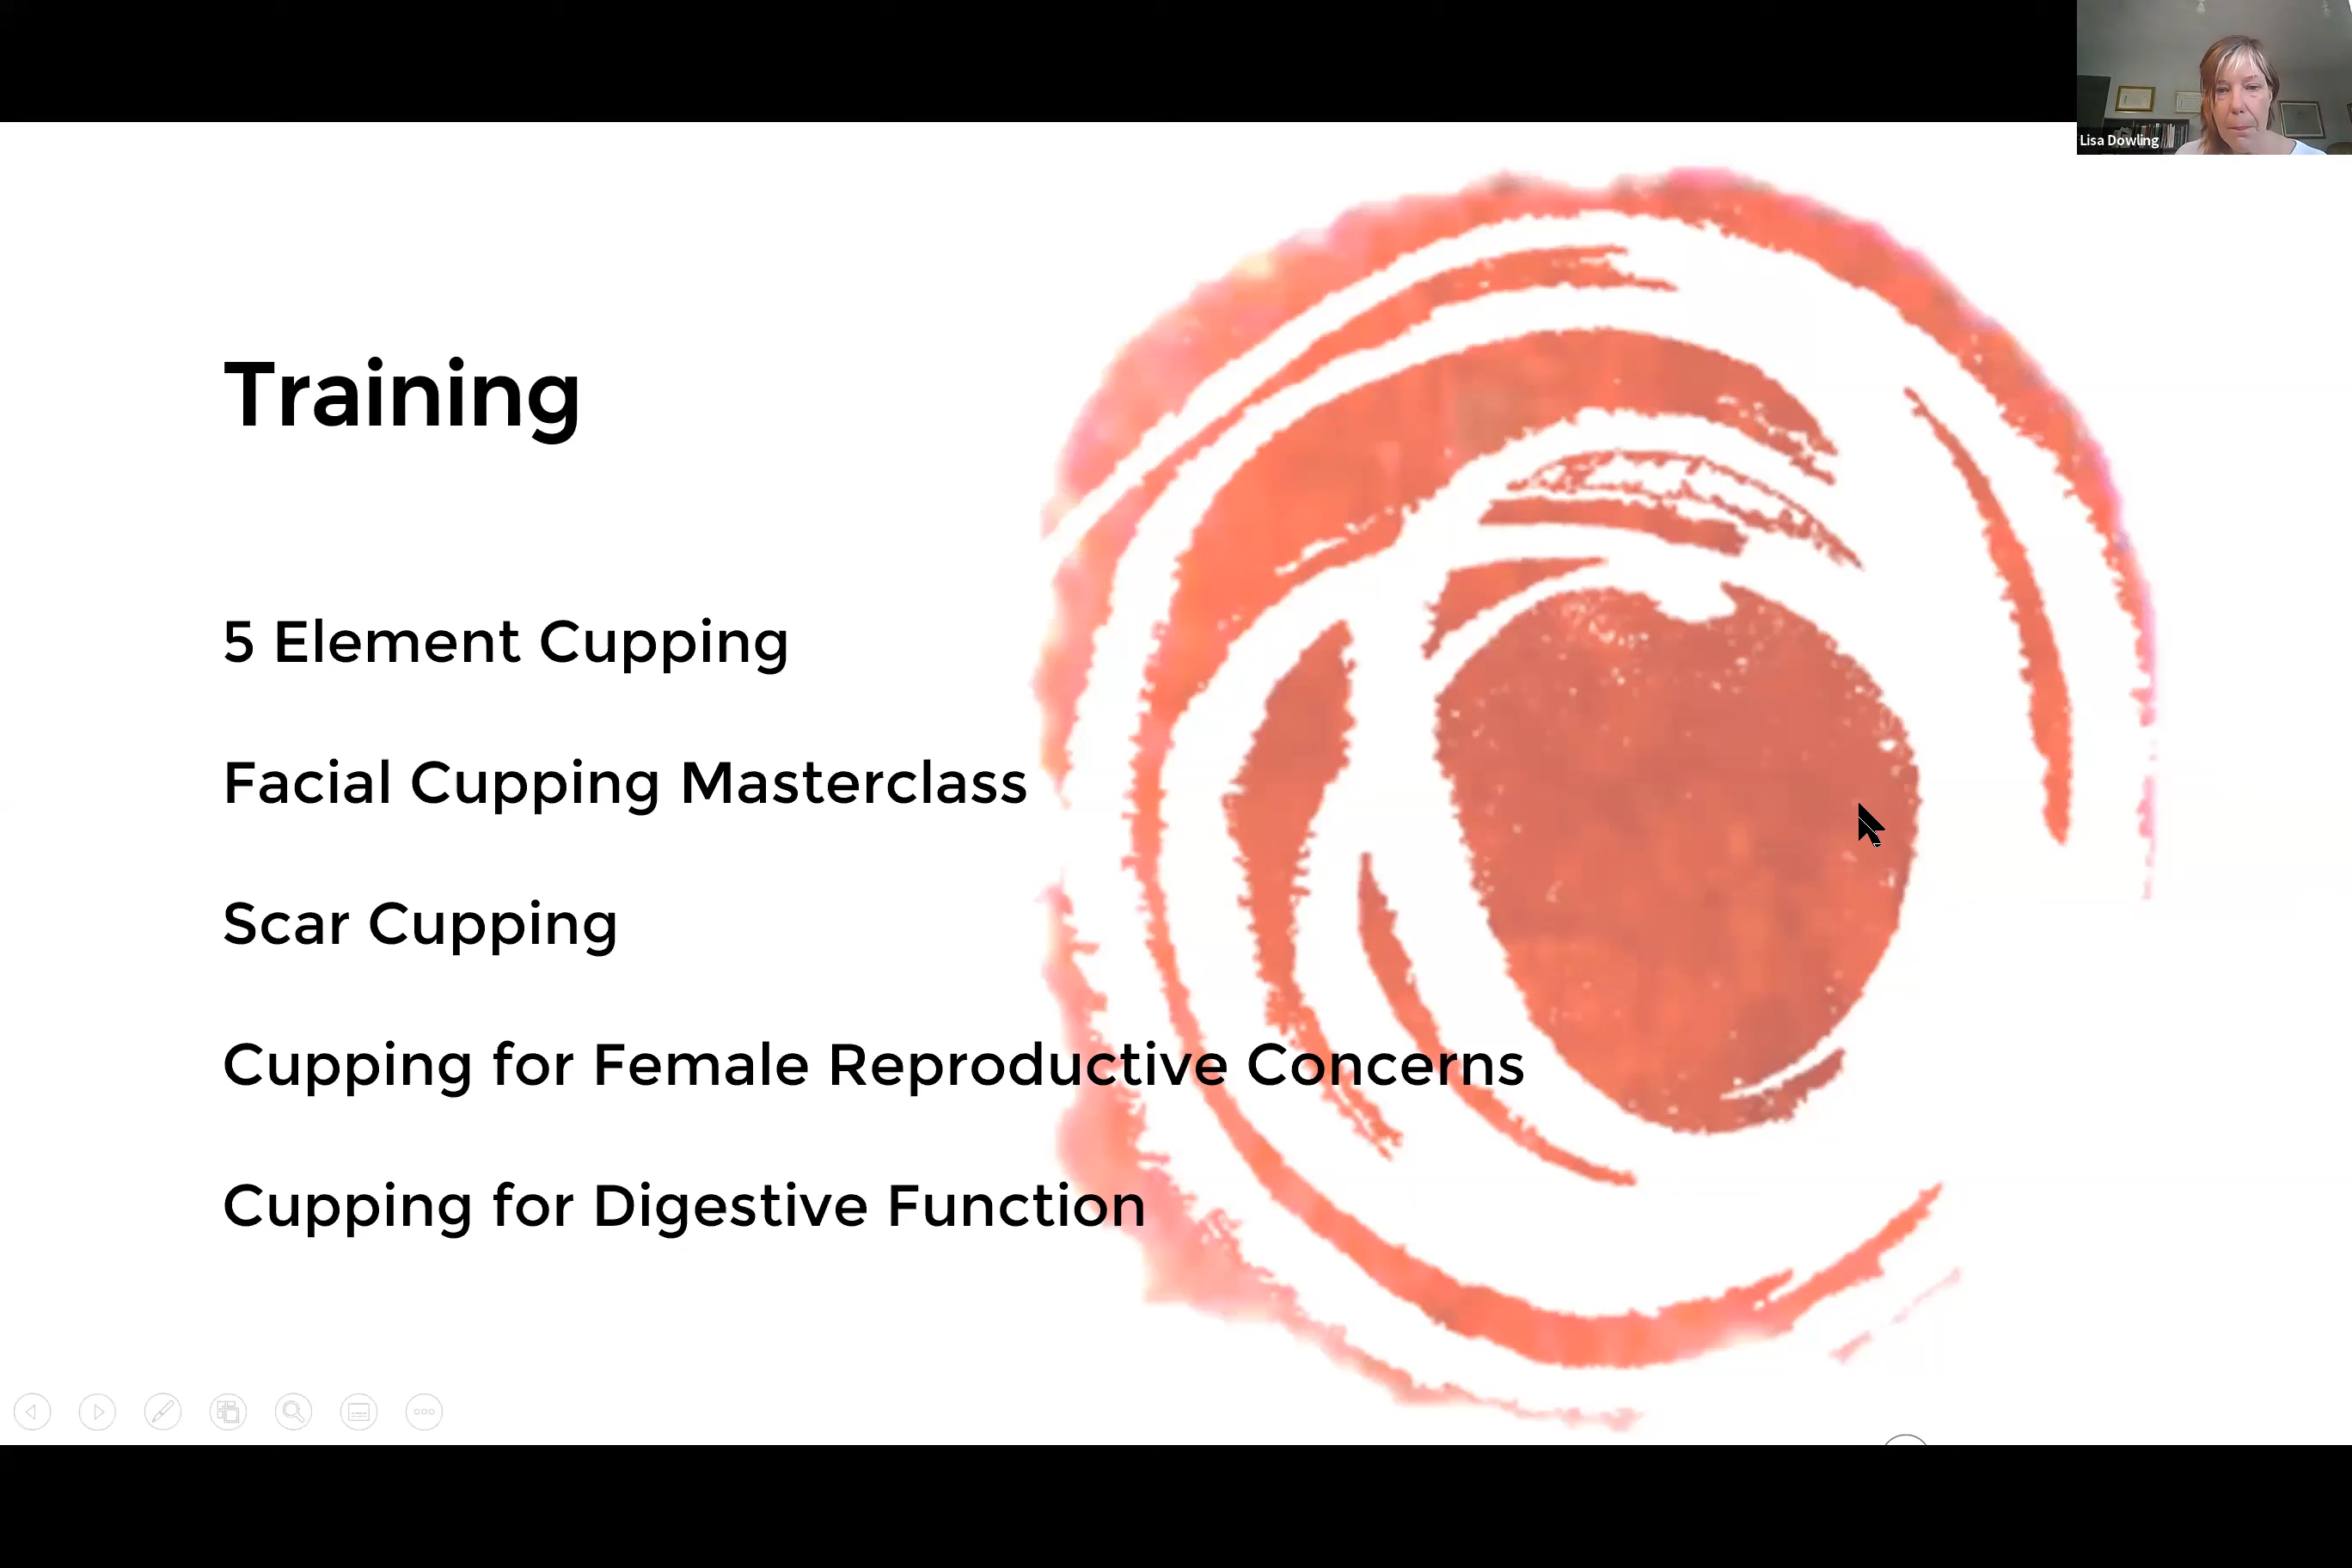 Lisa Dowling
Training
5 Element Cupping
Facial Cupping Masterclass
Scar Cupping
Cupping for Female Reproductive Concerns
Cupping for Digestive Function